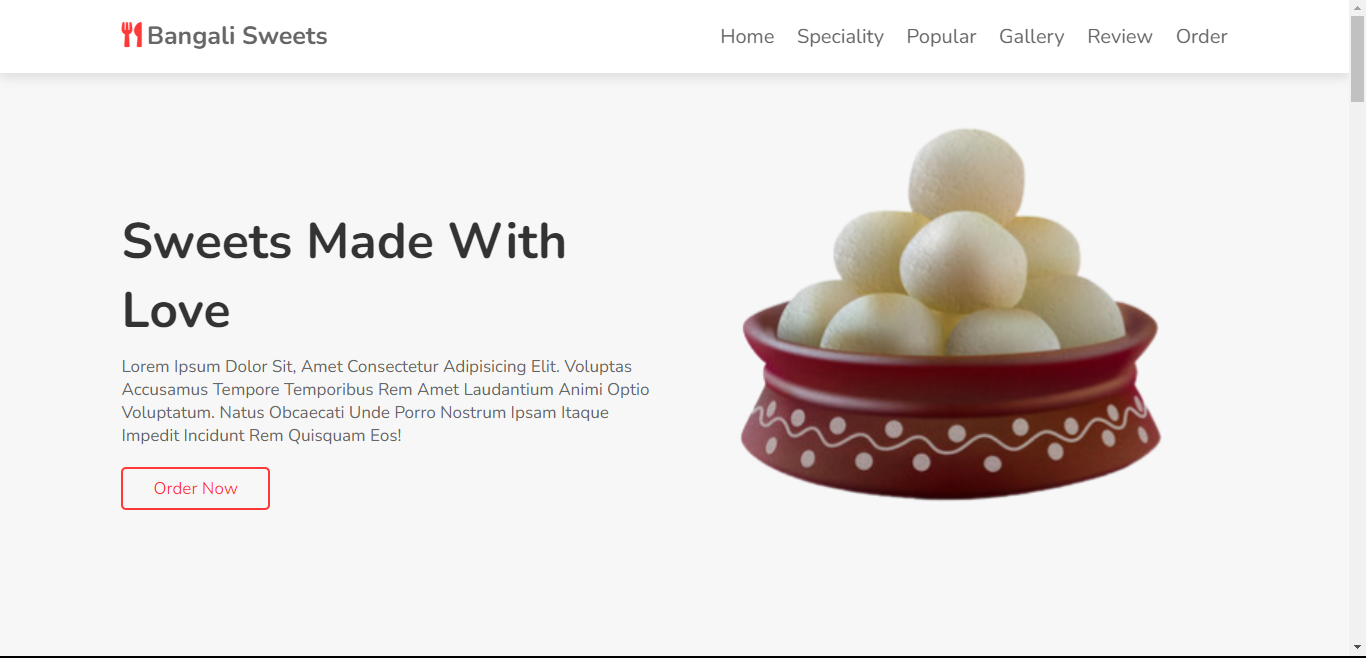 Bangali Sweets
Home Speciality Popular Gallery Review Order
Sweets Made With
Love
Lorem Ipsum Dolor Sit, Amet Consectetur Adipisicing Elit. Voluptas
Accusamus Tempore Temporibus Rem Amet Laudantium Animi Optio
Voluptatum. Natus Obcaecati Unde Porro Nostrum Ipsam Itaque
Impedit Incidunt Rem Quisquam Eos!
Order Now